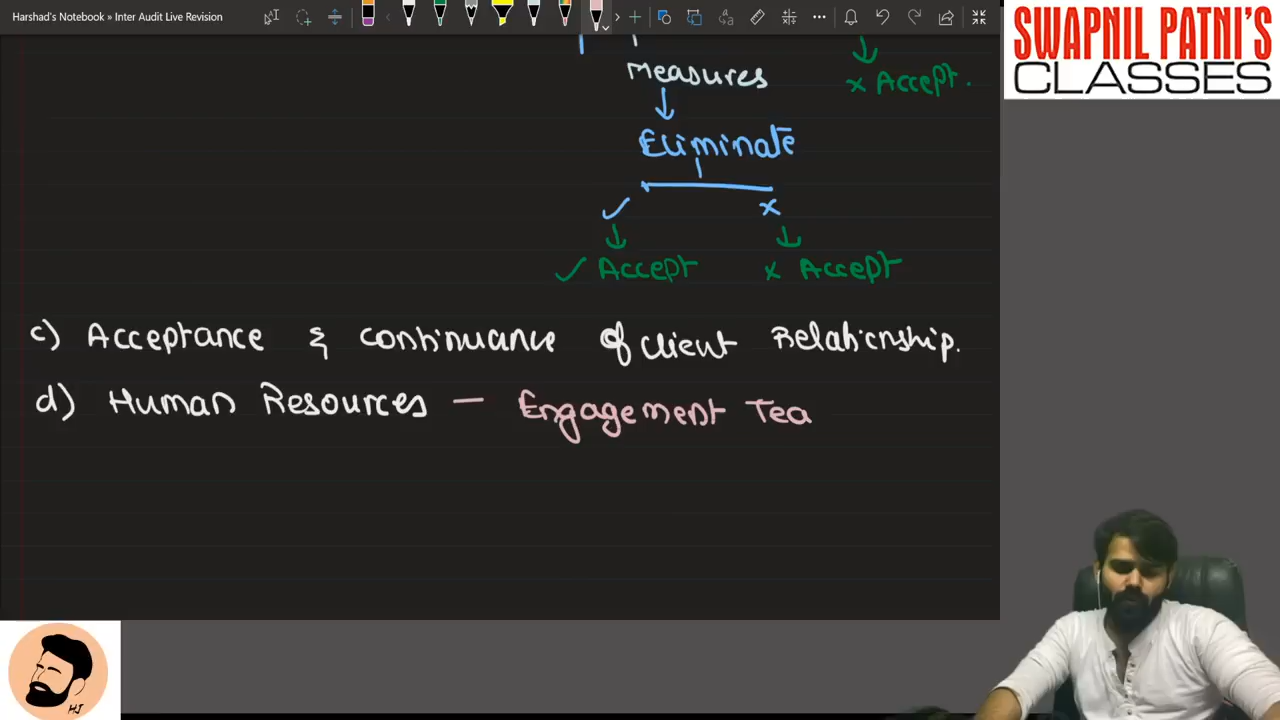 Harshad's Notebook » Inter Audit Live Revision
SWAPNIL PATNI'S
CLASSES
Measures
x Accept.
Eliminate
✓ x
✓ Accept x Accept
c) Acceptance & continuance of client Relationship.
d) Human Resources — Engagement Tea
HJ